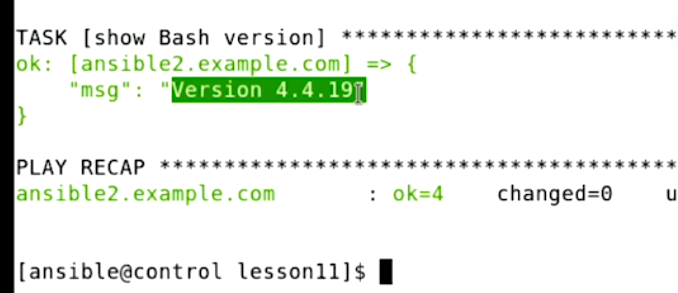 TASK [show Bash version] **************************
ok: [ansible2.example.com] => {
    "msg": "Version 4.4.19"
}
PLAY RECAP ****************************************
ansible2.example.com       : ok=4    changed=0    u
[ansible@control lesson11]$